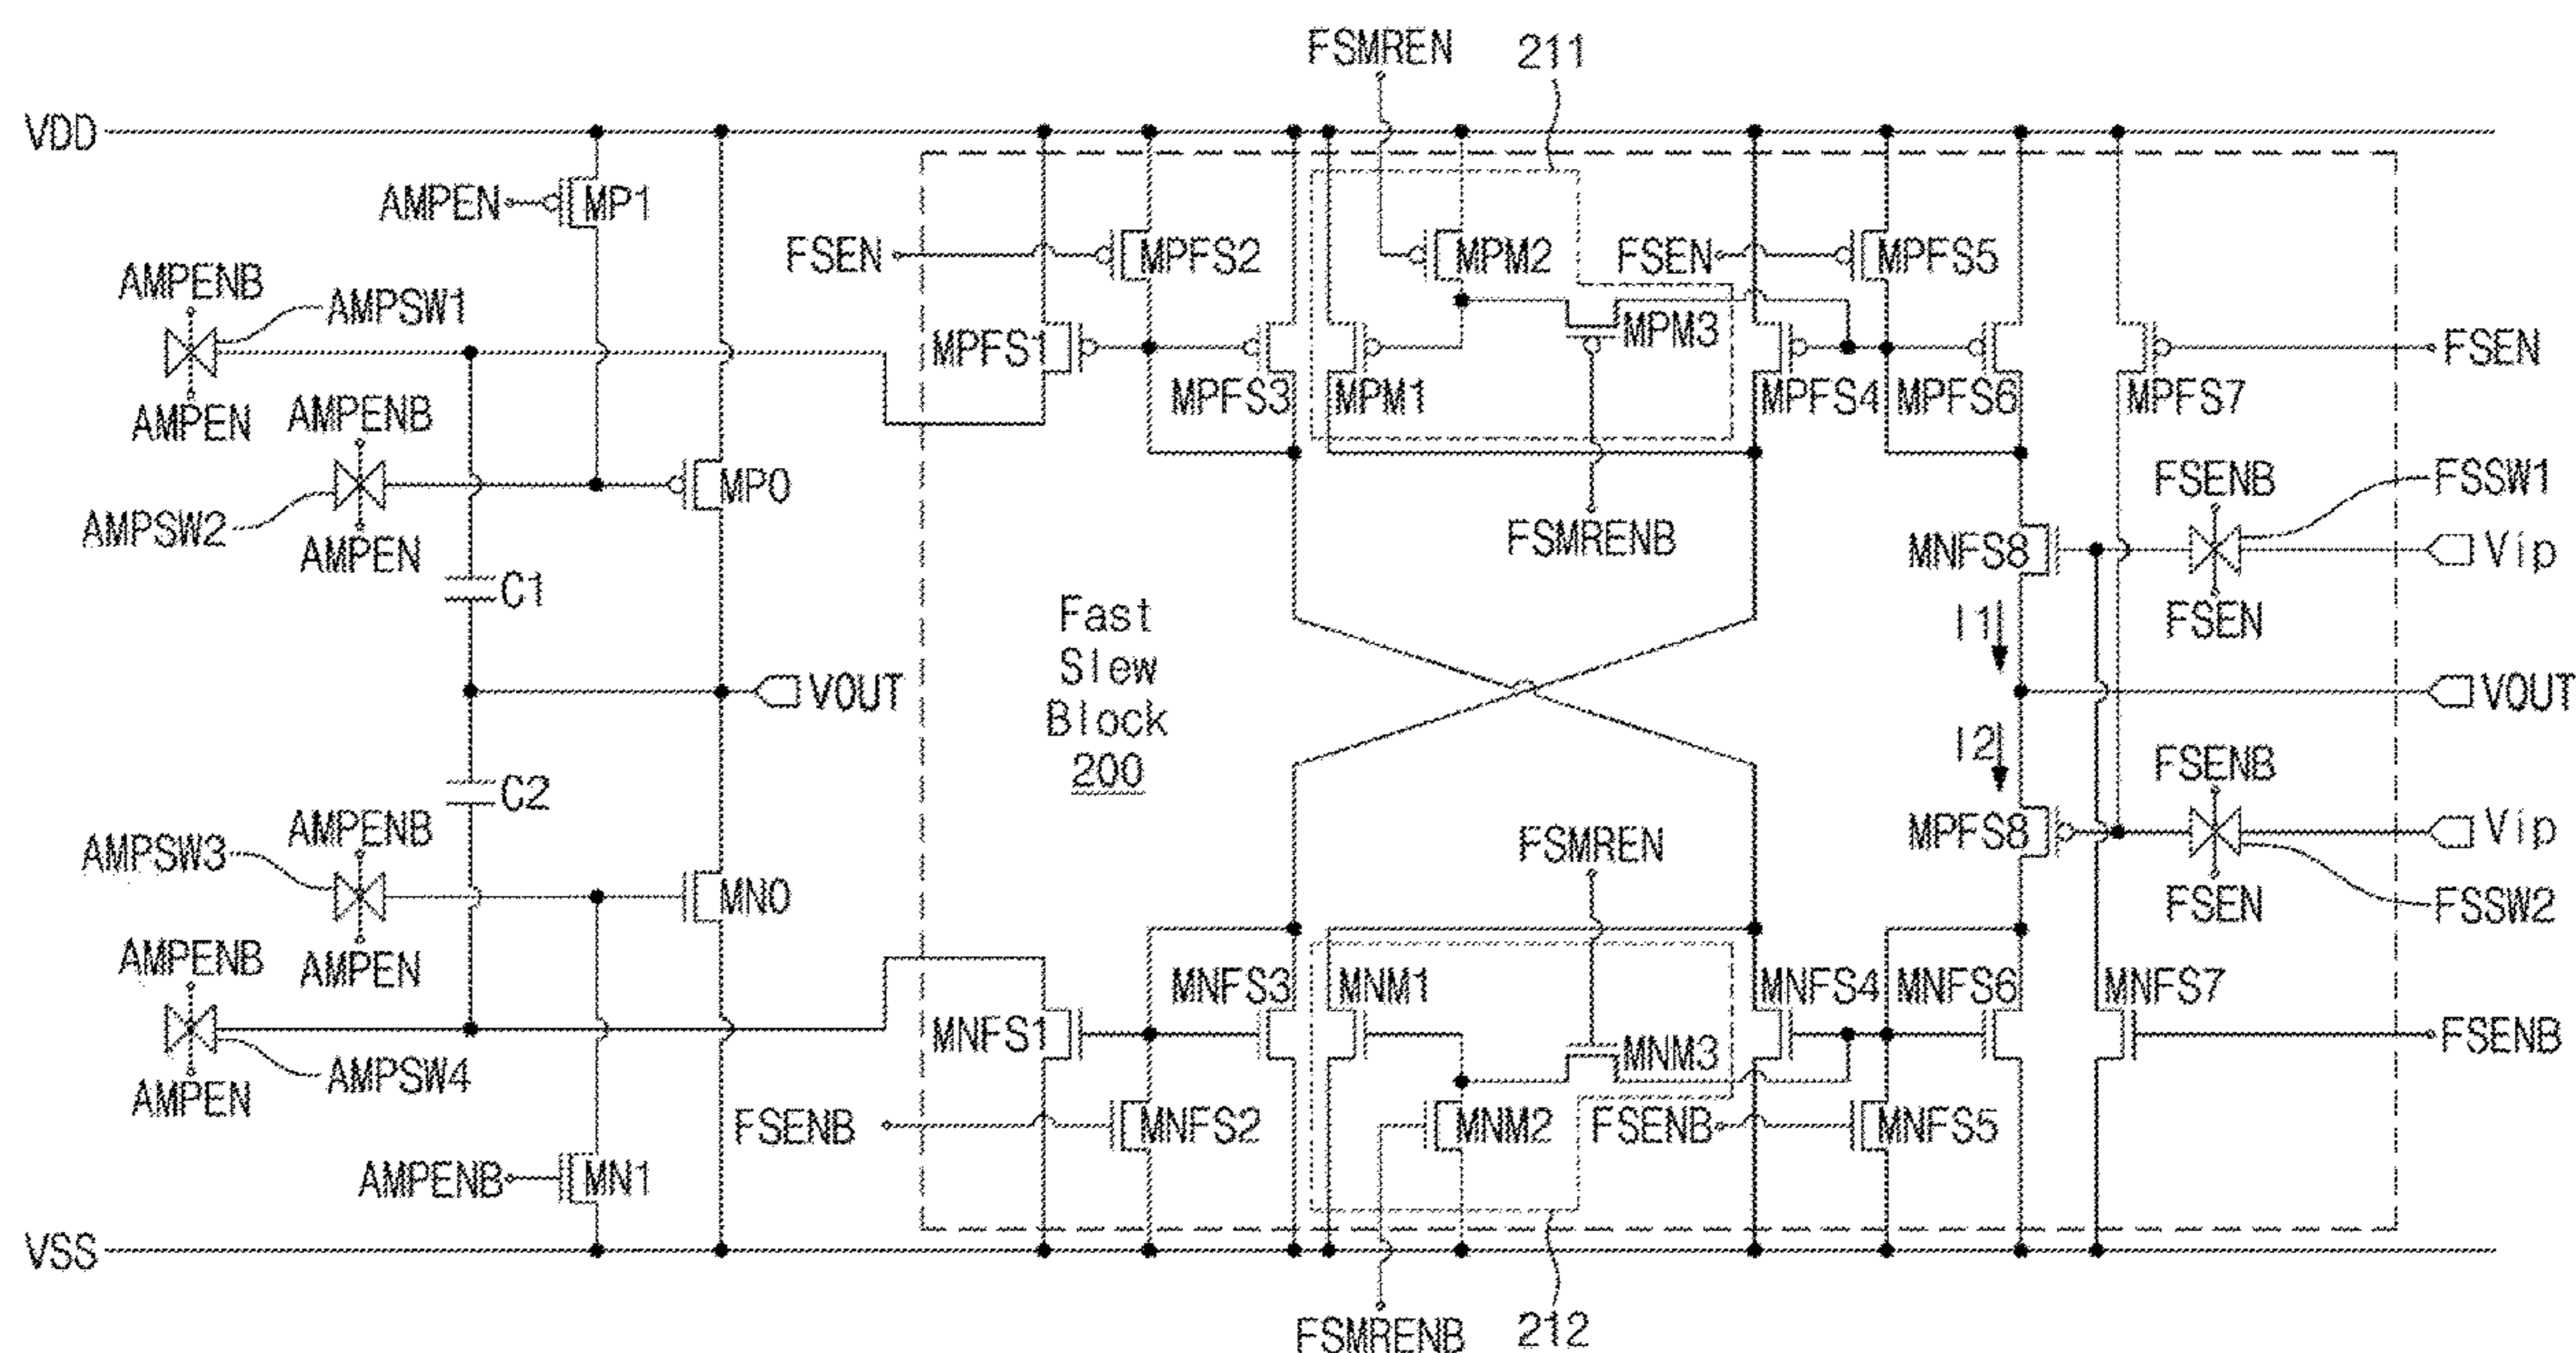 FSMREN
211
VDD
AMPEN
MP1
FSEN
MPFS2
MPM2
FSEN
MPFS5
AMPENB
AMPSW1
MPFS1
MPM3
FSEN
AMPEN
AMPENB
MPFS3
MPM1
MPFS4
MPFS6
MPFS7
MP0
FSENB
FSSW1
AMPSW2
AMPEN
FSMRENB
MNFS8
Vip
C1
Fast
Slew
Block
200
I1
FSEN
VOUT
VOUT
I2
FSENB
C2
AMPENB
AMPSW3
FSMREN
MPFS8
Vip
MN0
FSEN
FSSW2
AMPENB
AMPEN
MNFS3
MNM1
MNFS4
MNFS6
MNFS7
MNFS1
MNM3
FSENB
AMPSW4
AMPEN
FSENB
MNFS2
MNM2
FSENB
MNFS5
AMPENB
MN1
VSS
FSMRENB
212